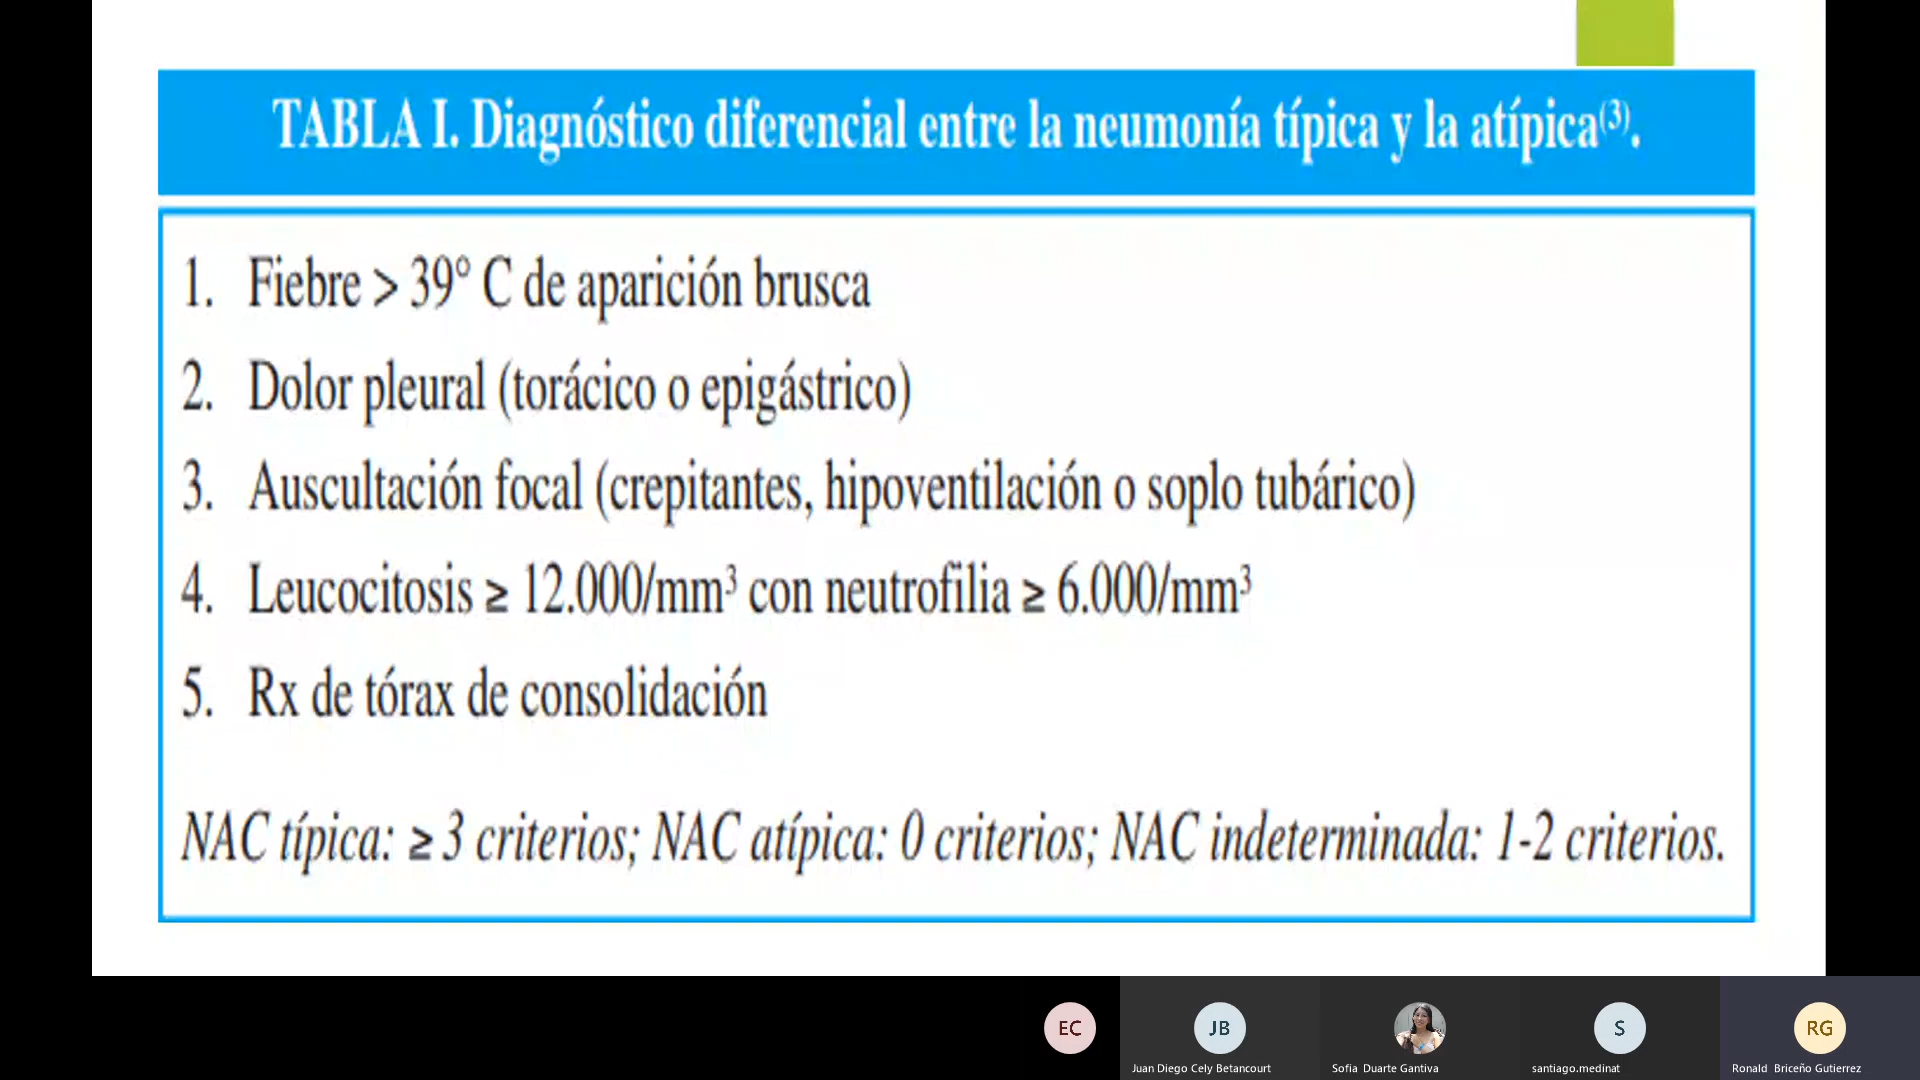 TABLA I. Diagnóstico diferencial entre la neumonía típica y la atípica(3).
1. Fiebre > 39° C de aparición brusca
2. Dolor pleural (torácico o epigástrico)
3. Auscultación focal (crepitantes, hipoventilación o soplo tubárico)
4. Leucocitosis ≥ 12.000/mm³ con neutrofilia ≥ 6.000/mm³
5. Rx de tórax de consolidación
NAC típica: ≥ 3 criterios; NAC atípica: 0 criterios; NAC indeterminada: 1-2 criterios.
EC
JB
S
RG
Juan Diego Cely Betancourt
Sofia Duarte Gantiva
santiago.medinat
Ronald Briceño Gutierrez